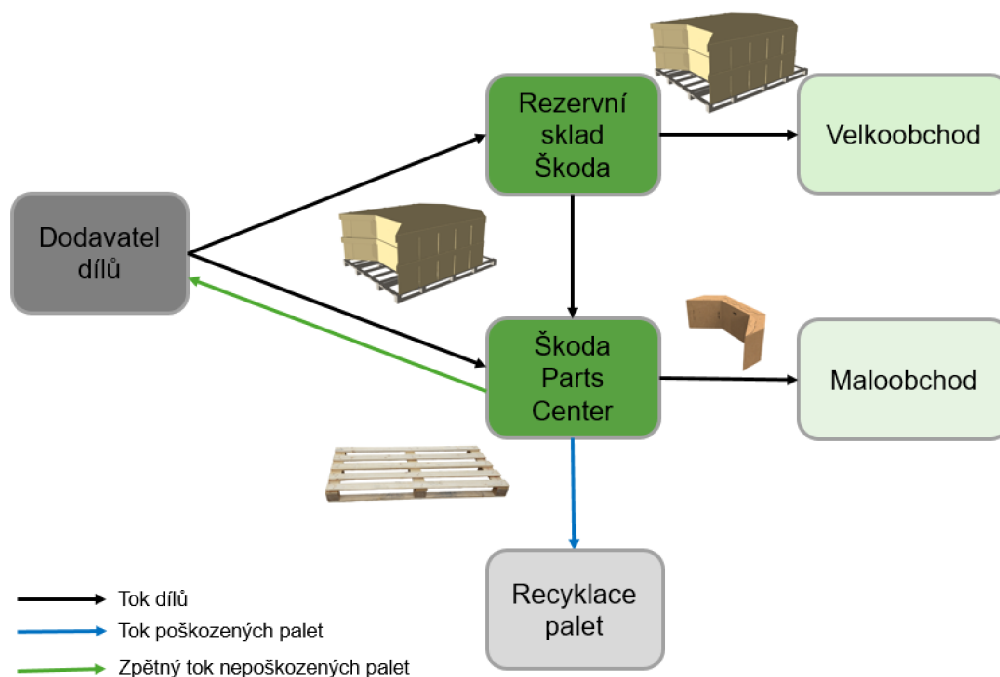 Rezervní
sklad
Škoda
Velkoobchod
Dodavatel
dílů
Škoda
Parts
Center
Maloobchod
Recyklace
palet
Tok dílů
Tok poškozených palet
Zpětný tok nepoškozených palet